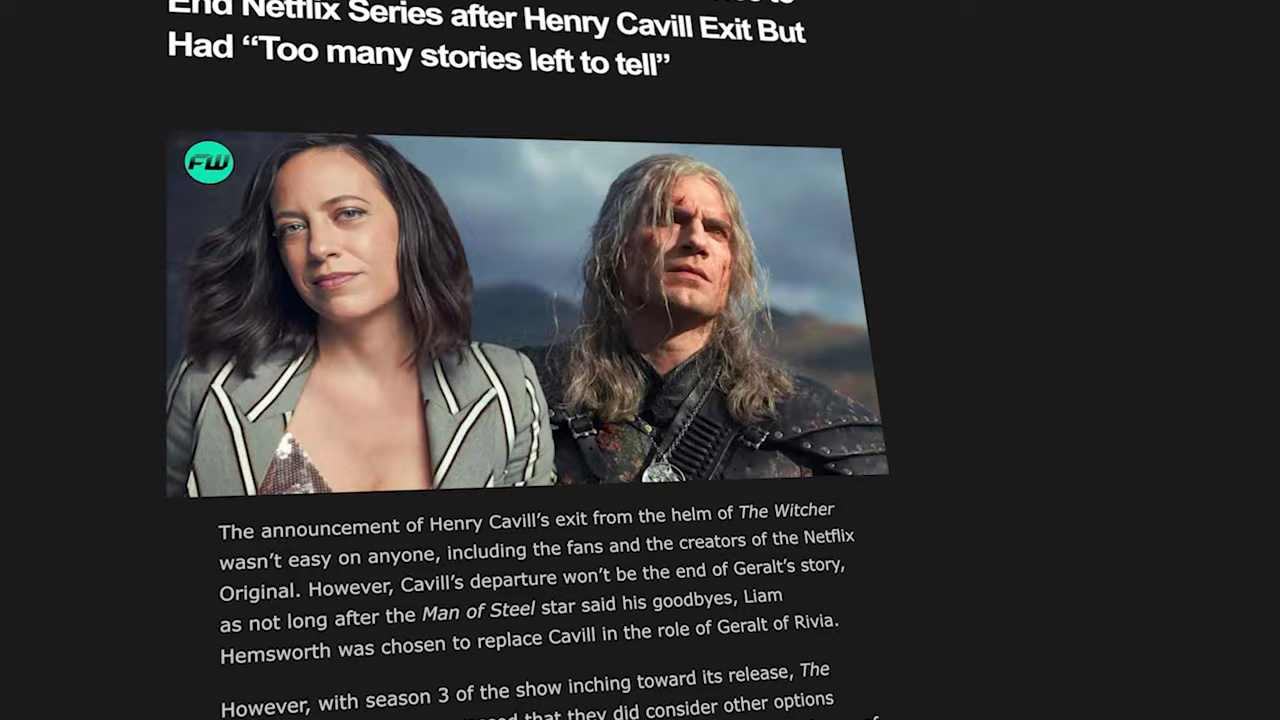 End Netflix Series after Henry Cavill Exit But
Had “Too many stories left to tell”
FW
The announcement of Henry Cavill’s exit from the helm of The Witcher
wasn’t easy on anyone, including the fans and the creators of the Netflix
Original. However, Cavill’s departure won’t be the end of Geralt’s story,
as not long after the Man of Steel star said his goodbyes, Liam
Hemsworth was chosen to replace Cavill in the role of Geralt of Rivia.
However, with season 3 of the show inching toward its release, The
that they did consider other options